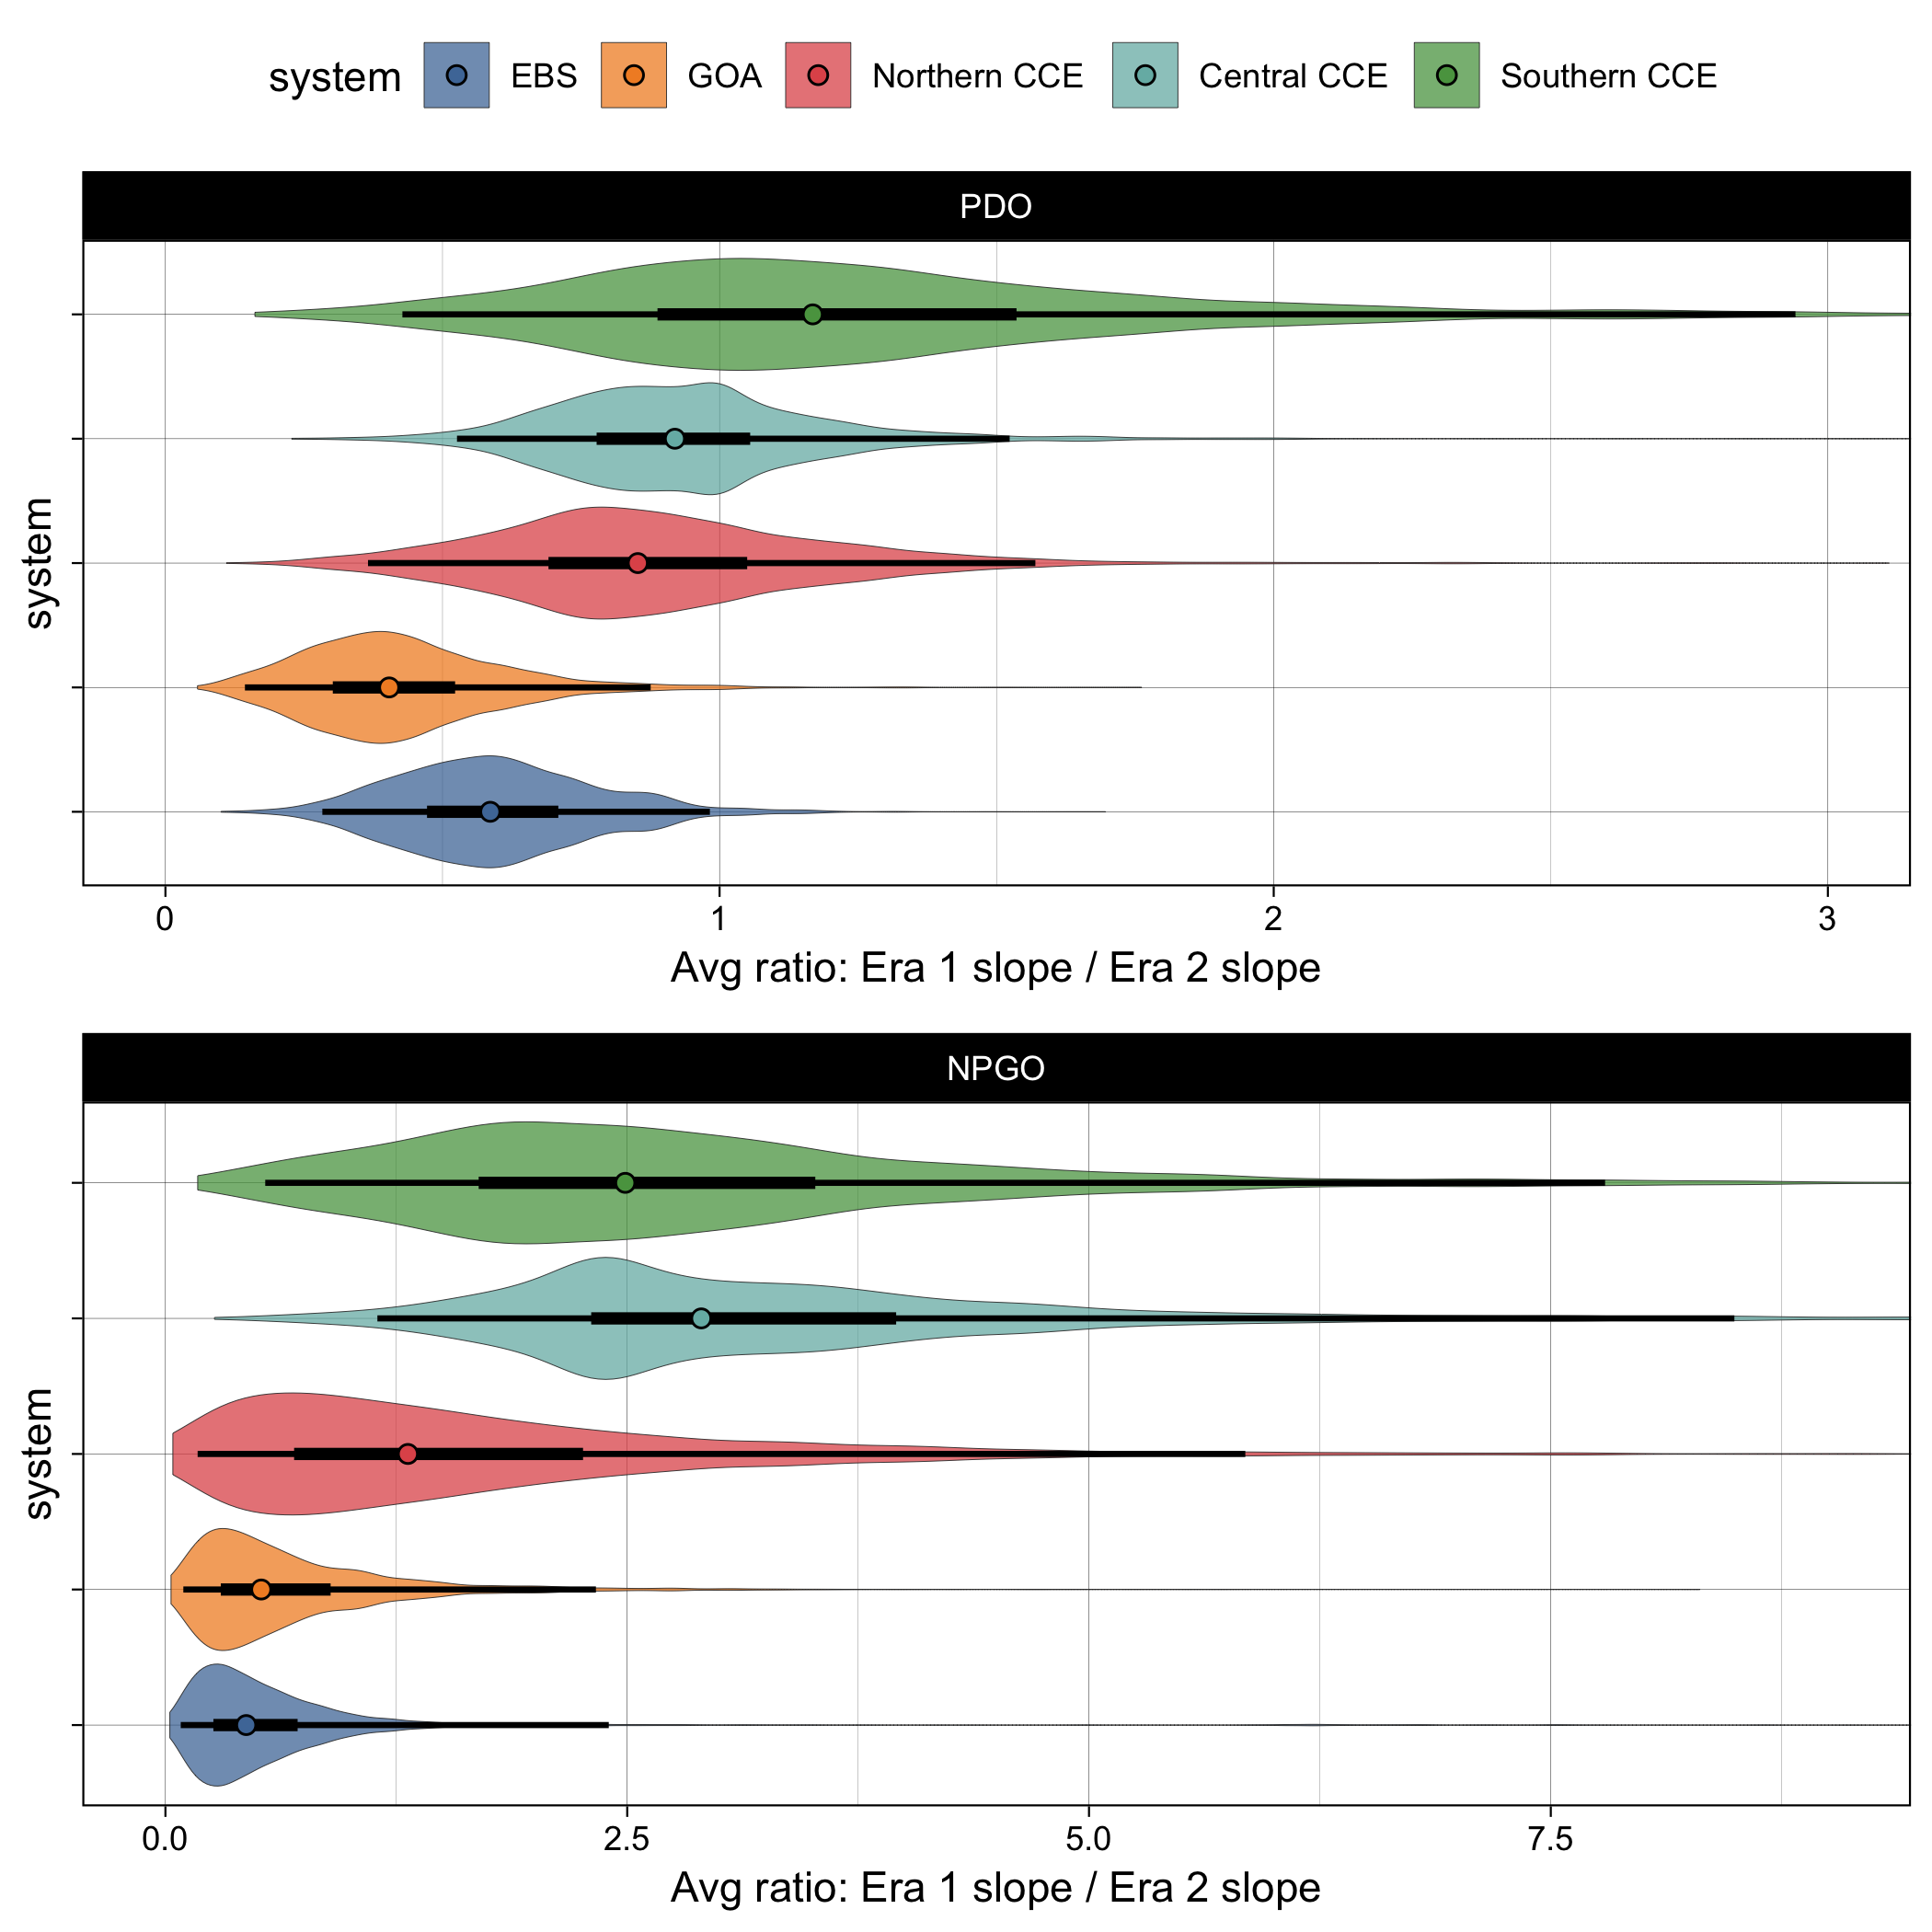 system EBS GOA Northern CCE Central CCE Southern CCE
PDO
system
0 1 2 3
Avg ratio: Era 1 slope / Era 2 slope
NPGO
system
0.0 2.5 5.0 7.5
Avg ratio: Era 1 slope / Era 2 slope